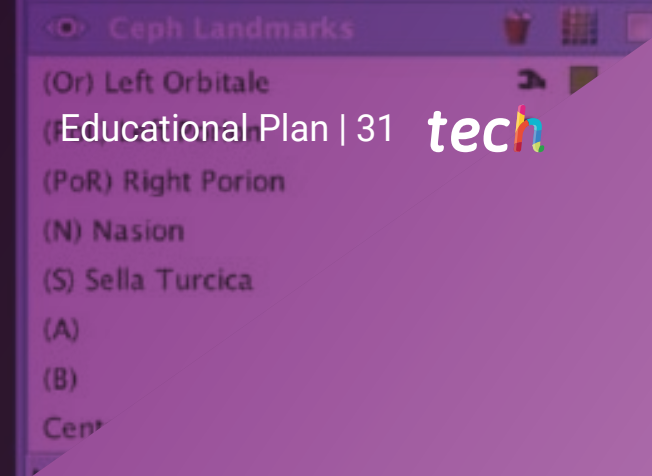 Ceph Landmarks
(Or) Left Orbitale
Educational Plan | 31 tech
(PoR) Right Porion
(N) Nasion
(S) Sella Turcica
(A)
(B)